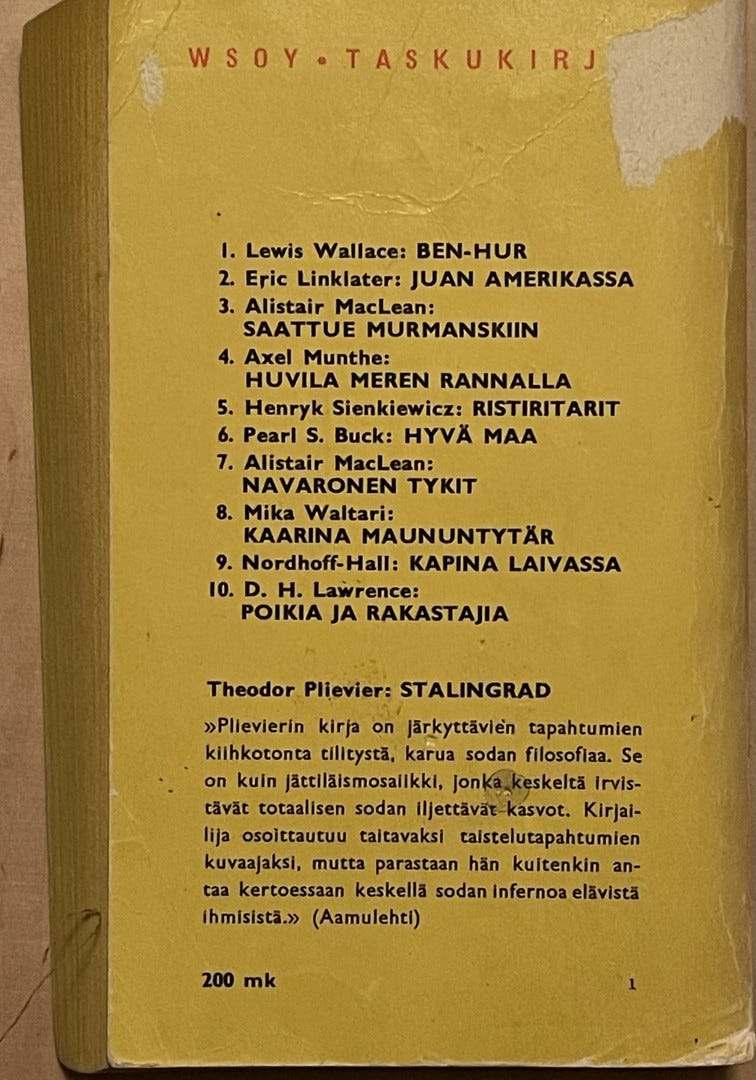 WSOY • TASKUKIRJ
1. Lewis Wallace: BEN-HUR
2. Eric Linklater: JUAN AMERIKASSA
3. Alistair MacLean:
SAATTUE MURMANSKIIN
4. Axel Munthe:
HUVILA MEREN RANNALLA
5. Henryk Sienkiewicz: RISTIRITARIT
6. Pearl S. Buck: HYVÄ MAA
7. Alistair MacLean:
NAVARONEN TYKIT
8. Mika Waltari:
KAARINA MAUNUNTYTÄR
9. Nordhoff-Hall: KAPINA LAIVASSA
10. D. H. Lawrence:
POIKIA JA RAKASTAJIA
Theodor Plievier: STALINGRAD
»Plievierin kirja on järkyttävien tapahtumien
kiihkotonta tilitystä, karua sodan filosofiaa. Se
on kuin jättiläismosaiikki, jonka keskeltä irvis-
tävät totaalisen sodan iljettävät kasvot. Kirjai-
lija osoittautuu taitavaksi taistelutapahtumien
kuvaajaksi, mutta parastaan hän kuitenkin an-
taa kertoessaan keskellä sodan infernoa elävistä
ihmisistä.» (Aamulehti)
200 mk 1